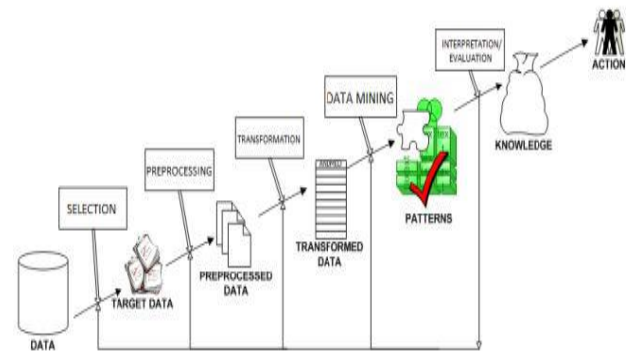 INTERPRETATION/
EVALUATION
ACTION
DATA MINING
KNOWLEDGE
TRANSFORMATION
PREPROCESSING
PATTERNS
SELECTION
TRANSFORMED
DATA
PREPROCESSED
DATA
TARGET DATA
DATA